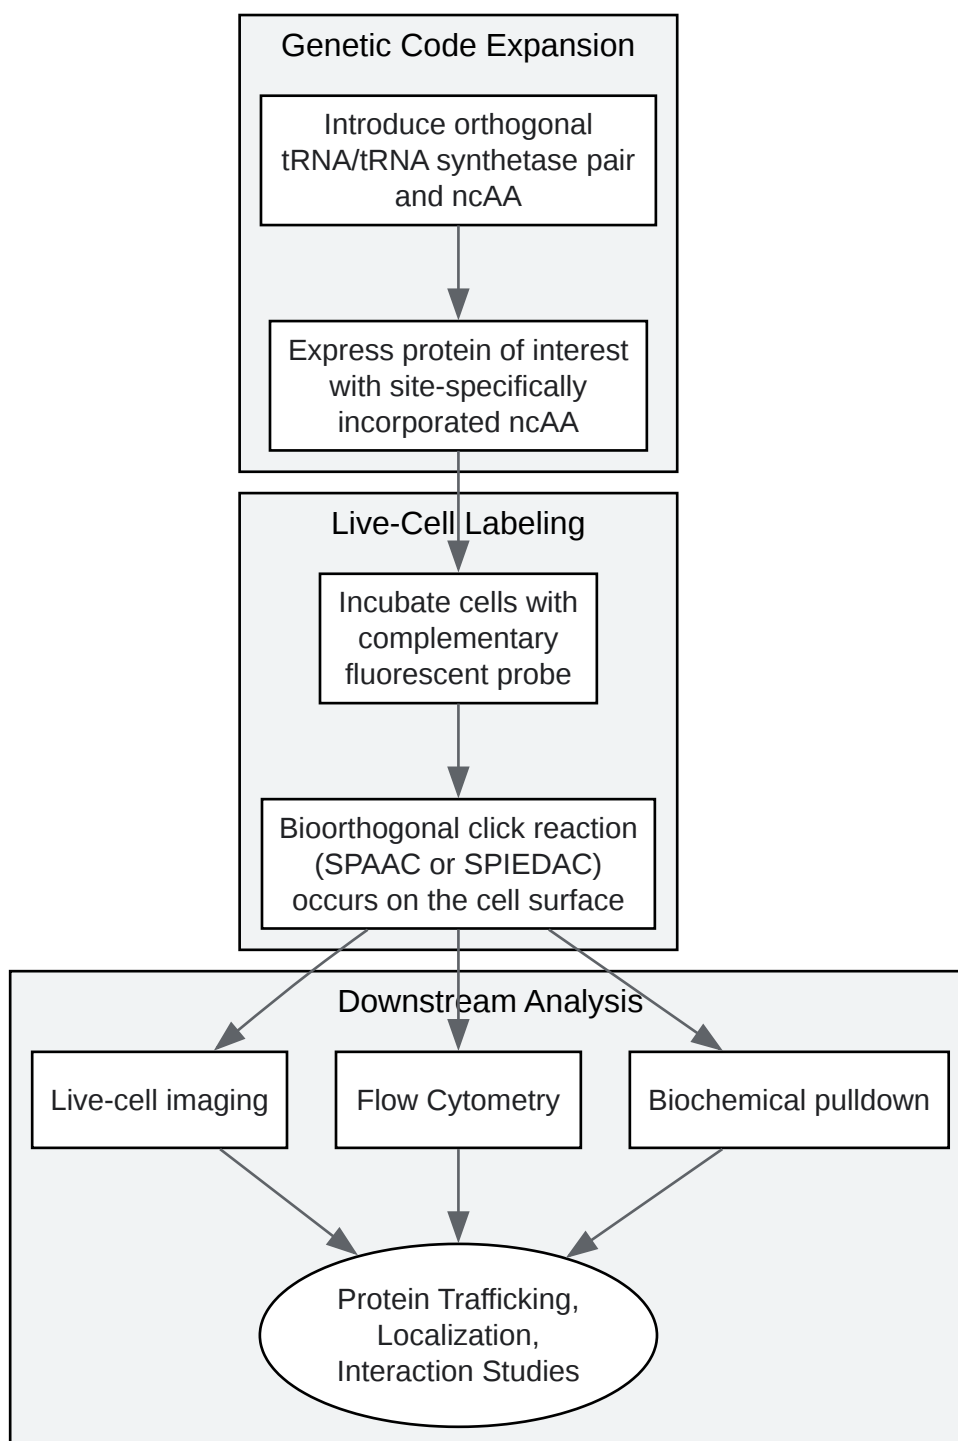 Genetic Code Expansion
Introduce orthogonal
tRNA/tRNA synthetase pair
and ncAA
Express protein of interest
with site-specifically
incorporated ncAA
Live-Cell Labeling
Incubate cells with
complementary
fluorescent probe
Bioorthogonal click reaction
(SPAAC or SPIEDAC)
occurs on the cell surface
Downstream Analysis
Live-cell imaging
Flow Cytometry
Biochemical pulldown
Protein Trafficking,
Localization,
Interaction Studies